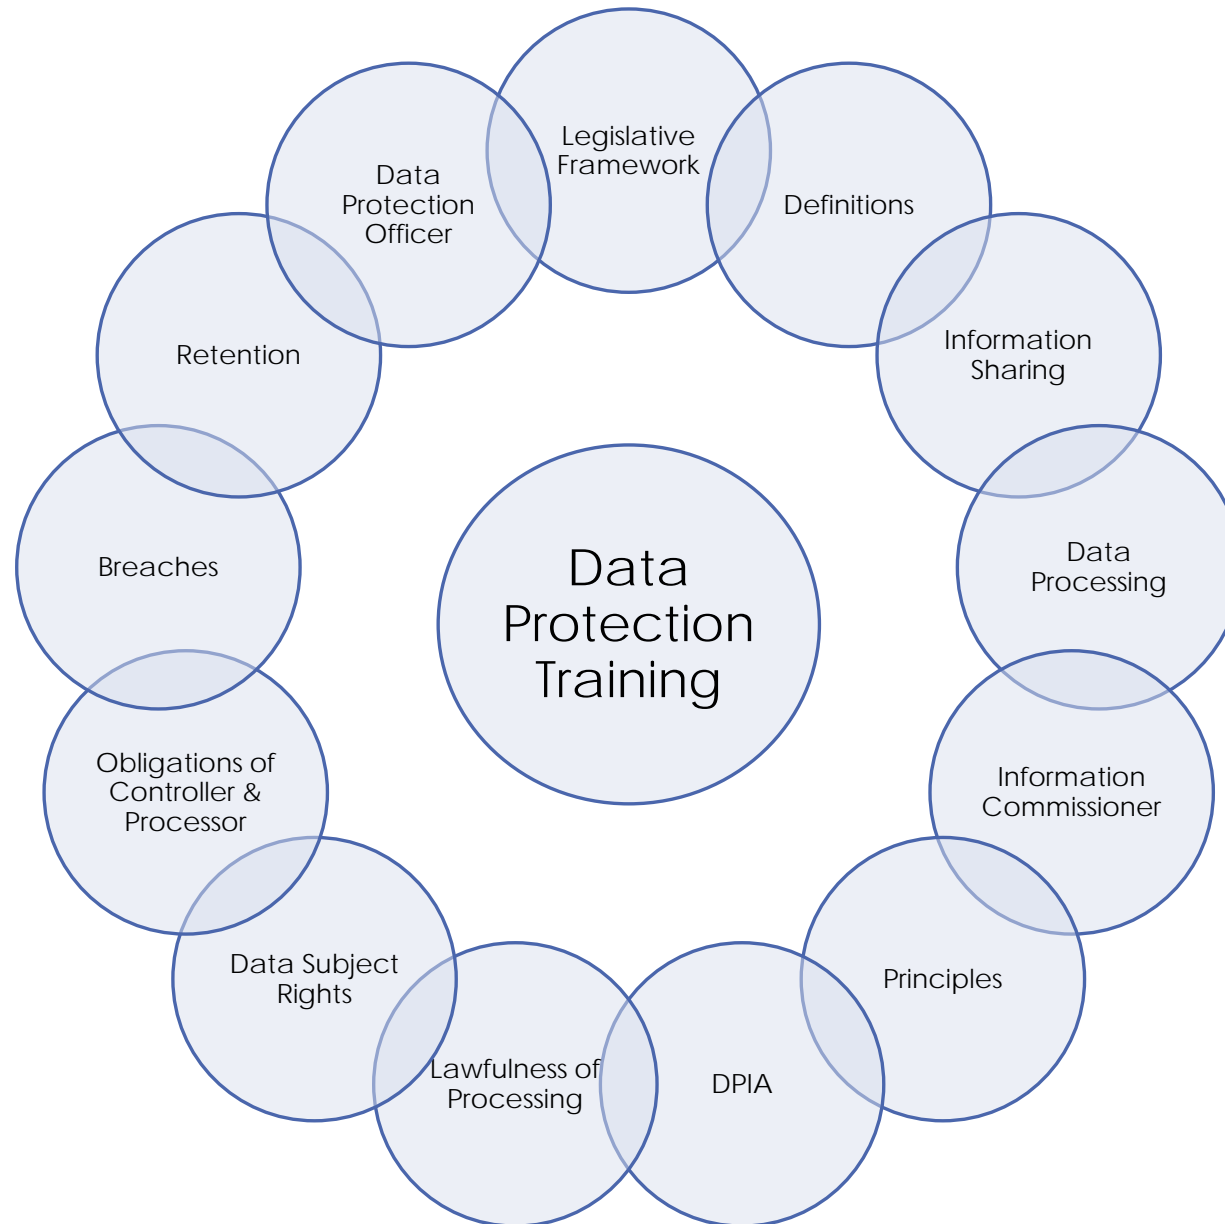 Legislative
Framework
Definitions
Information
Sharing
Data
Processing
Information
Commissioner
Principles
DPIA
Lawfulness of
Processing
Data Subject
Rights
Obligations of
Controller &
Processor
Breaches
Retention
Data
Protection
Officer
Data
Protection
Training